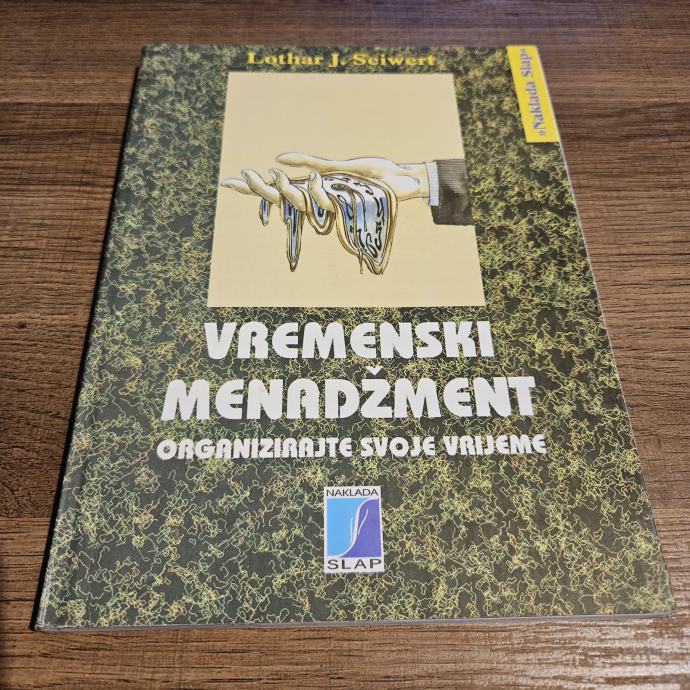 Lothar J. Seiwert
»Naklada Slap«
VREMENSKI
MENADŽMENT
ORGANIZIRAJTE SVOJE VRIJEME
NAKLADA
SLAP